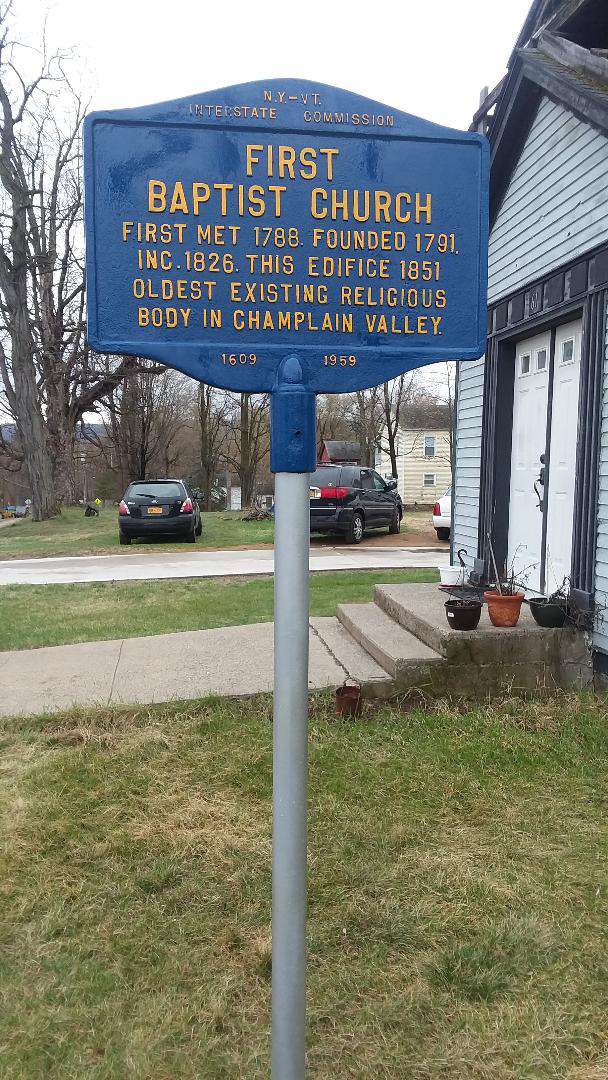 N.Y.-VT.
INTERSTATE COMMISSION
FIRST
BAPTIST CHURCH
FIRST MET 1788. FOUNDED 1791,
INC. 1826. THIS EDIFICE 1851
OLDEST EXISTING RELIGIOUS
BODY IN CHAMPLAIN VALLEY.
1609 1959